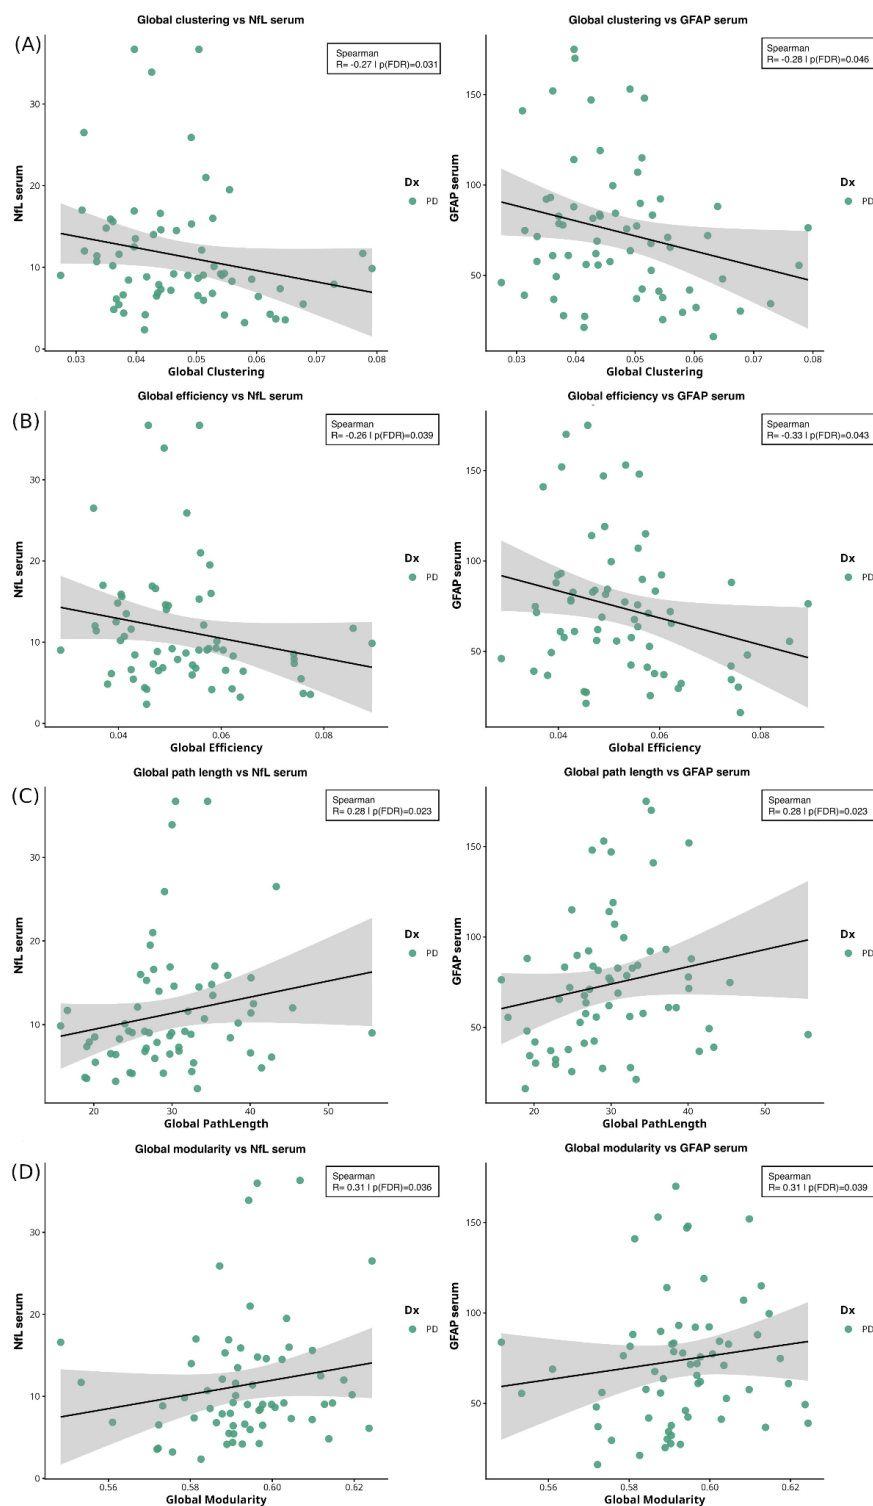 (A)
Global clustering vs NfL serum
Spearman
R= -0.27 | p(FDR)=0.031
NfL serum
30
20
10
0
0.03 0.04 0.05 0.06 0.07 0.08
Global Clustering
Dx
PD
Global clustering vs GFAP serum
Spearman
R= -0.28 | p(FDR)=0.046
GFAP serum
150
100
50
0.03 0.04 0.05 0.06 0.07 0.08
Global Clustering
Dx
PD
(B)
Global efficiency vs NfL serum
Spearman
R= -0.26 | p(FDR)=0.039
NfL serum
30
20
10
0
0.04 0.06 0.08
Global Efficiency
Dx
PD
Global efficiency vs GFAP serum
Spearman
R= -0.33 | p(FDR)=0.043
GFAP serum
150
100
50
0.04 0.06 0.08
Global Efficiency
Dx
PD
(C)
Global path length vs NfL serum
Spearman
R= 0.28 | p(FDR)=0.023
NfL serum
30
20
10
20 30 40 50
Global PathLength
Dx
PD
Global path length vs GFAP serum
Spearman
R= 0.28 | p(FDR)=0.023
GFAP serum
150
100
50
20 30 40 50
Global PathLength
Dx
PD
(D)
Global modularity vs NfL serum
Spearman
R= 0.31 | p(FDR)=0.036
NfL serum
30
20
10
0
0.56 0.58 0.60 0.62
Global Modularity
Dx
PD
Global modularity vs GFAP serum
Spearman
R= 0.31 | p(FDR)=0.039
GFAP serum
150
100
50
0.56 0.58 0.60 0.62
Global Modularity
Dx
PD